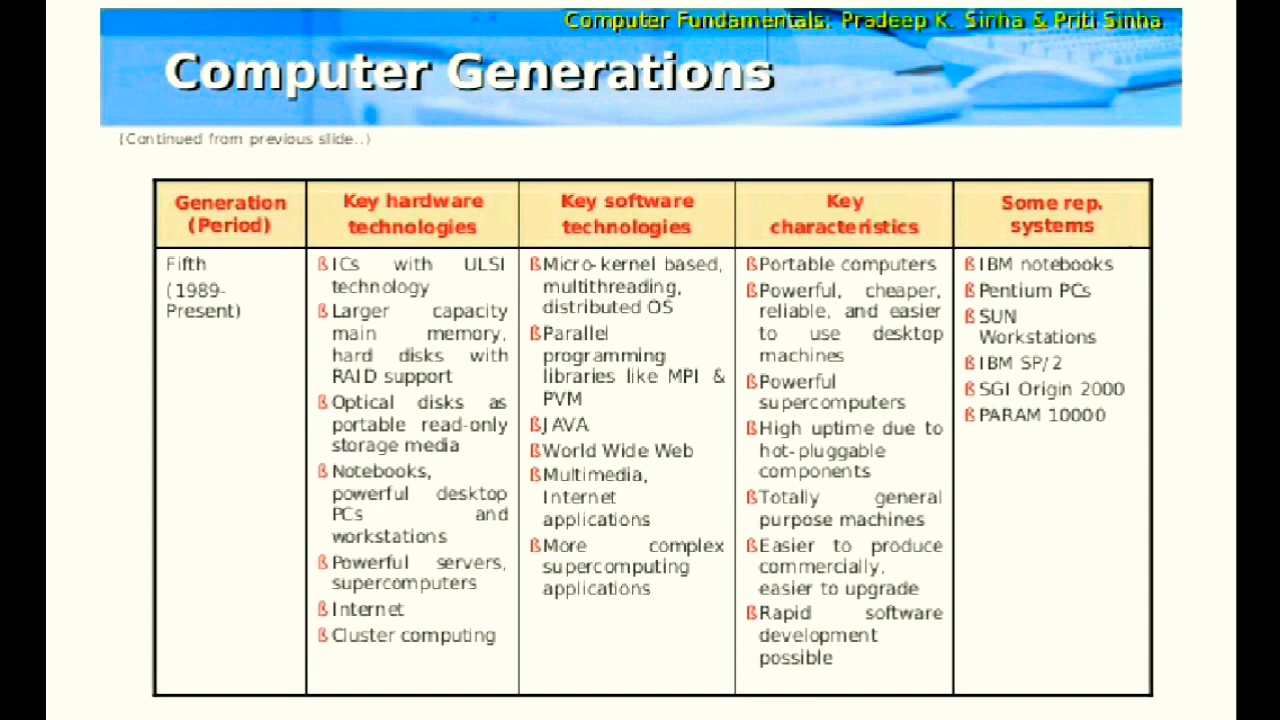 Computer Fundamentals: Pradeep K. Sinha & Priti Sinha
Computer Generations
(Continued from previous slide..)
Generation
(Period)
Key hardware
technologies
Key software
technologies
Key
characteristics
Some rep.
systems
Fifth
(1989-
Present)
ßICs with ULSI
technology
ßLarger capacity
main memory,
hard disks with
RAID support
ßOptical disks as
portable read-only
storage media
ßNotebooks,
powerful desktop
PCs and
workstations
ßPowerful servers,
supercomputers
ßInternet
ßCluster computing
ßMicro-kernel based,
multithreading,
distributed OS
ßParallel
programming
libraries like MPI &
PVM
ßJAVA
ßWorld Wide Web
ßMultimedia,
Internet
applications
ßMore complex
supercomputing
applications
ßPortable computers
ßPowerful, cheaper,
reliable, and easier
to use desktop
machines
ßPowerful
supercomputers
ßHigh uptime due to
hot-pluggable
components
ßTotally general
purpose machines
ßEasier to produce
commercially,
easier to upgrade
ßRapid software
development
possible
ßIBM notebooks
ßPentium PCs
ßSUN
Workstations
ßIBM SP/2
ßSGI Origin 2000
ßPARAM 10000